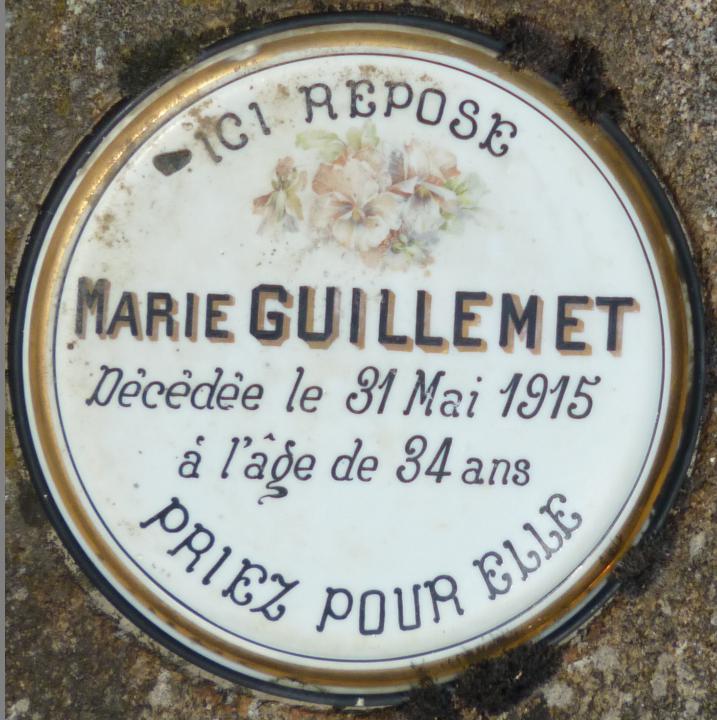 ICI REPOSE
MARIE GUILLEMET
Décédée le 31 Mai 1915
à l'âge de 34 ans
PRIEZ POUR ELLE